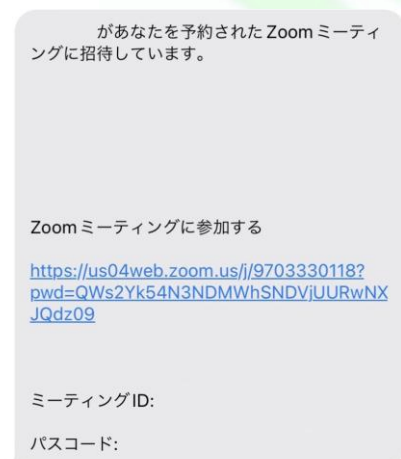 があなたを予約されたZoomミーティ
ングに招待しています。
Zoomミーティングに参加する
https://us04web.zoom.us/j/9703330118?
pwd=QWs2Yk54N3NDMWhSNDVjUURwNX
JQdz09
ミーティングID:
パスコード: